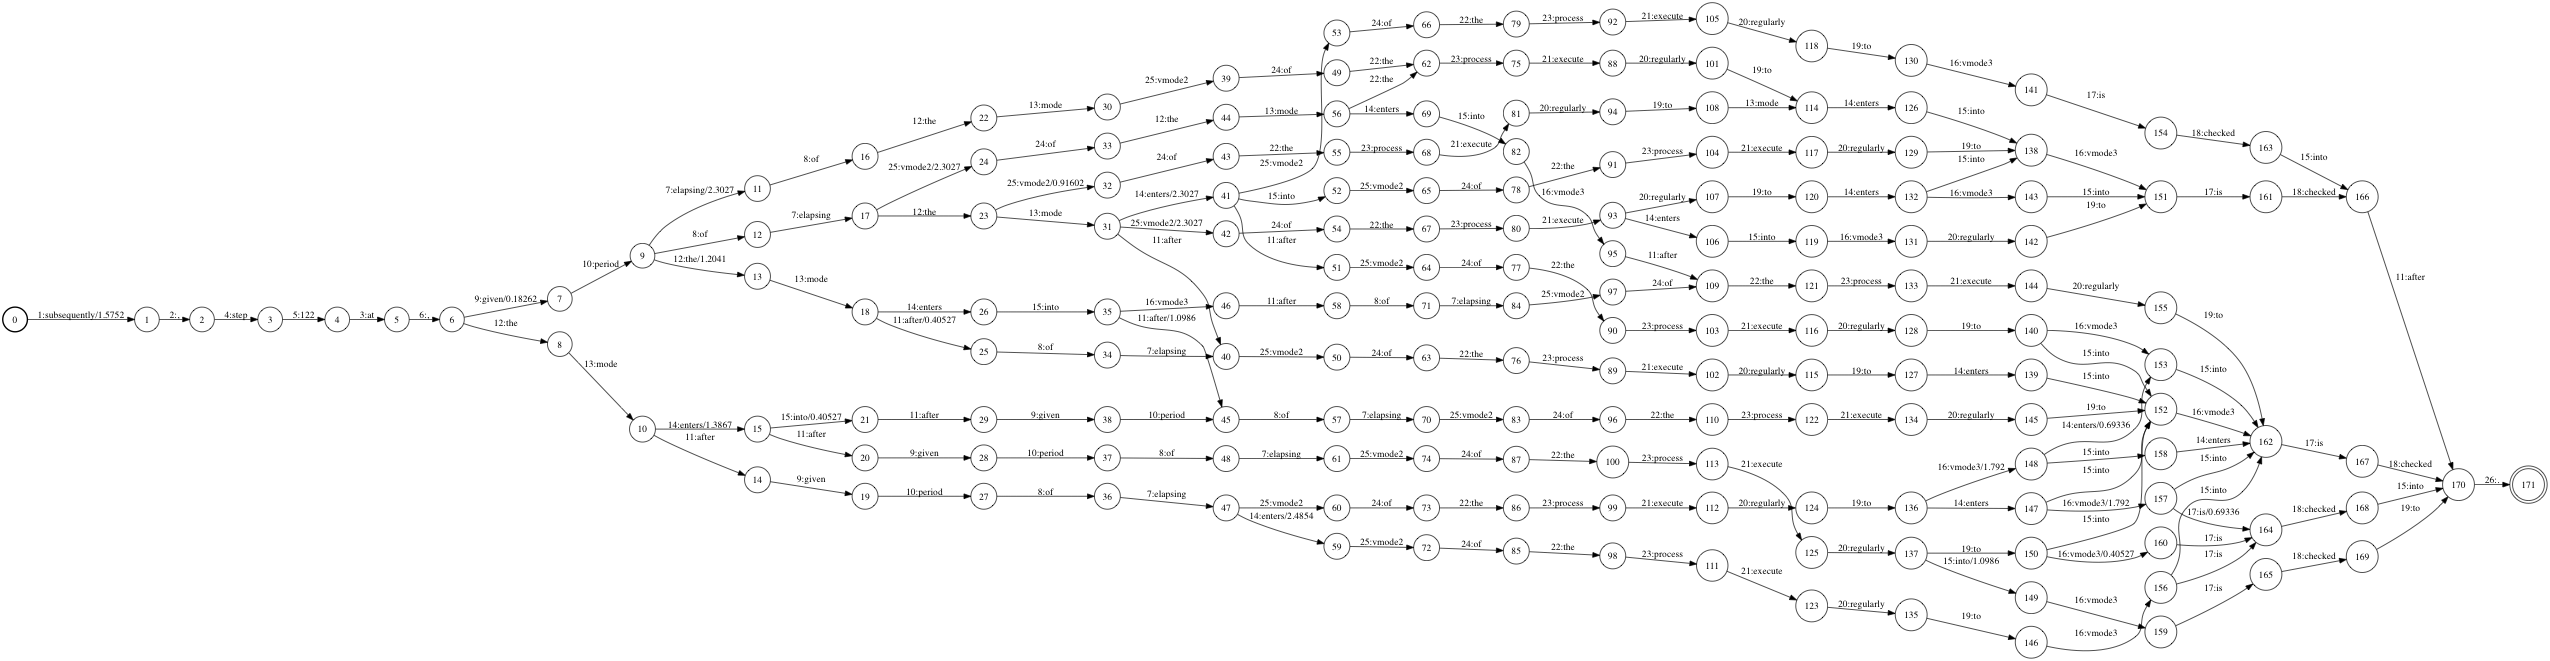 0 1:subsequently/1.5752 1 2:, 2 4:step 3 5:122 4 3:at 5 6:, 6
9:given/0.18262 7 10:period 9
12:the 8 13:mode 10
7:elapsing/2.3027 11 8:of 16 12:the 22 13:mode 30 25:vmode2 39 24:of 49 22:the 62 23:process 75 21:execute 88 20:regularly 101 19:to 114
8:of 12 7:elapsing 17
25:vmode2/2.3027 24 24:of 33 12:the 44 13:mode 56 22:the
14:enters 69 15:into 82 16:vmode3 95 11:after 109
12:the 23
25:vmode2/0.91602 32 24:of 43 22:the 55 23:process 68 21:execute 81 20:regularly 94 19:to 108 13:mode 114 14:enters 126 15:into 138
13:mode 31
14:enters/2.3027 41
25:vmode2 53 24:of 66 22:the 79 23:process 92 21:execute 105 20:regularly 118 19:to 130 16:vmode3 141 17:is 154 18:checked 163 15:into 166
15:into 52 25:vmode2 65 24:of 78 22:the 91 23:process 104 21:execute 117 20:regularly 129 19:to 138 16:vmode3 151 17:is 161 18:checked 166 11:after 170
11:after 51 25:vmode2 64 24:of 77 22:the 90 23:process 103 21:execute 116 20:regularly 128 19:to 140 16:vmode3 153 15:into 162
15:into
25:vmode2/2.3027 42 24:of 54 22:the 67 23:process 80 21:execute 93
20:regularly 107 19:to 120 14:enters 132 15:into
16:vmode3 143 15:into
14:enters 106 15:into 119 16:vmode3 131 20:regularly 142 19:to
11:after 40 25:vmode2 50 24:of 63 22:the 76 23:process 89 21:execute 102 20:regularly 115 19:to 127 14:enters 139 15:into 152 16:vmode3
12:the/1.2041 13 13:mode 18
14:enters 26 15:into 35
16:vmode3 46 11:after 58 8:of 71 7:elapsing 84 25:vmode2 97 24:of 109 22:the 121 23:process 133 21:execute 144 20:regularly 155 19:to 162
11:after/1.0986 45 8:of 57 7:elapsing 70 25:vmode2 83 24:of 96 22:the 110 23:process 122 21:execute 134 20:regularly 145 19:to
11:after/0.40527 25 8:of 34 7:elapsing
14:enters/1.3867 15
15:into/0.40527 21 11:after 29 9:given 38 10:period
11:after 20 9:given 28 10:period 37 8:of 48 7:elapsing 61 25:vmode2 74 24:of 87 22:the 100 23:process 113 21:execute 125 20:regularly 137
19:to 150 15:into
16:vmode3/0.40527 160 17:is
15:into/1.0986 149 16:vmode3 159 17:is 165 18:checked 169 19:to
11:after 14 9:given 19 10:period 27 8:of 36 7:elapsing 47
25:vmode2 60 24:of 73 22:the 86 23:process 99 21:execute 112 20:regularly 124 19:to 136
16:vmode3/1.792 148 14:enters/0.69336
15:into 158 14:enters
14:enters 147 15:into
16:vmode3/1.792 157 15:into
17:is/0.69336 164 18:checked 168 15:into
14:enters/2.4854 59 25:vmode2 72 24:of 85 22:the 98 23:process 111 21:execute 123 20:regularly 135 19:to 146 16:vmode3 156 15:into
17:is
162 17:is 167 18:checked 170 26:. 171